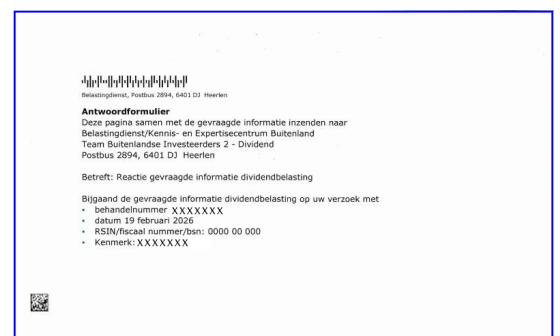 Belastingdienst, Postbus 2894, 6401 DJ Heerlen
Antwoordformulier
Deze pagina samen met de gevraagde informatie inzenden naar
Belastingdienst/Kennis- en Expertisecentrum Buitenland
Team Buitenlandse Investeerders 2 - Dividend
Postbus 2894, 6401 DJ Heerlen
Betreft: Reactie gevraagde informatie dividendbelasting
Bijgaand de gevraagde informatie dividendbelasting op uw verzoek met
• behandelnummer XXXXXXX
• datum 19 februari 2026
• RSIN/fiscaal nummer/bsn: 0000 00 000
• Kenmerk: XXXXXXX